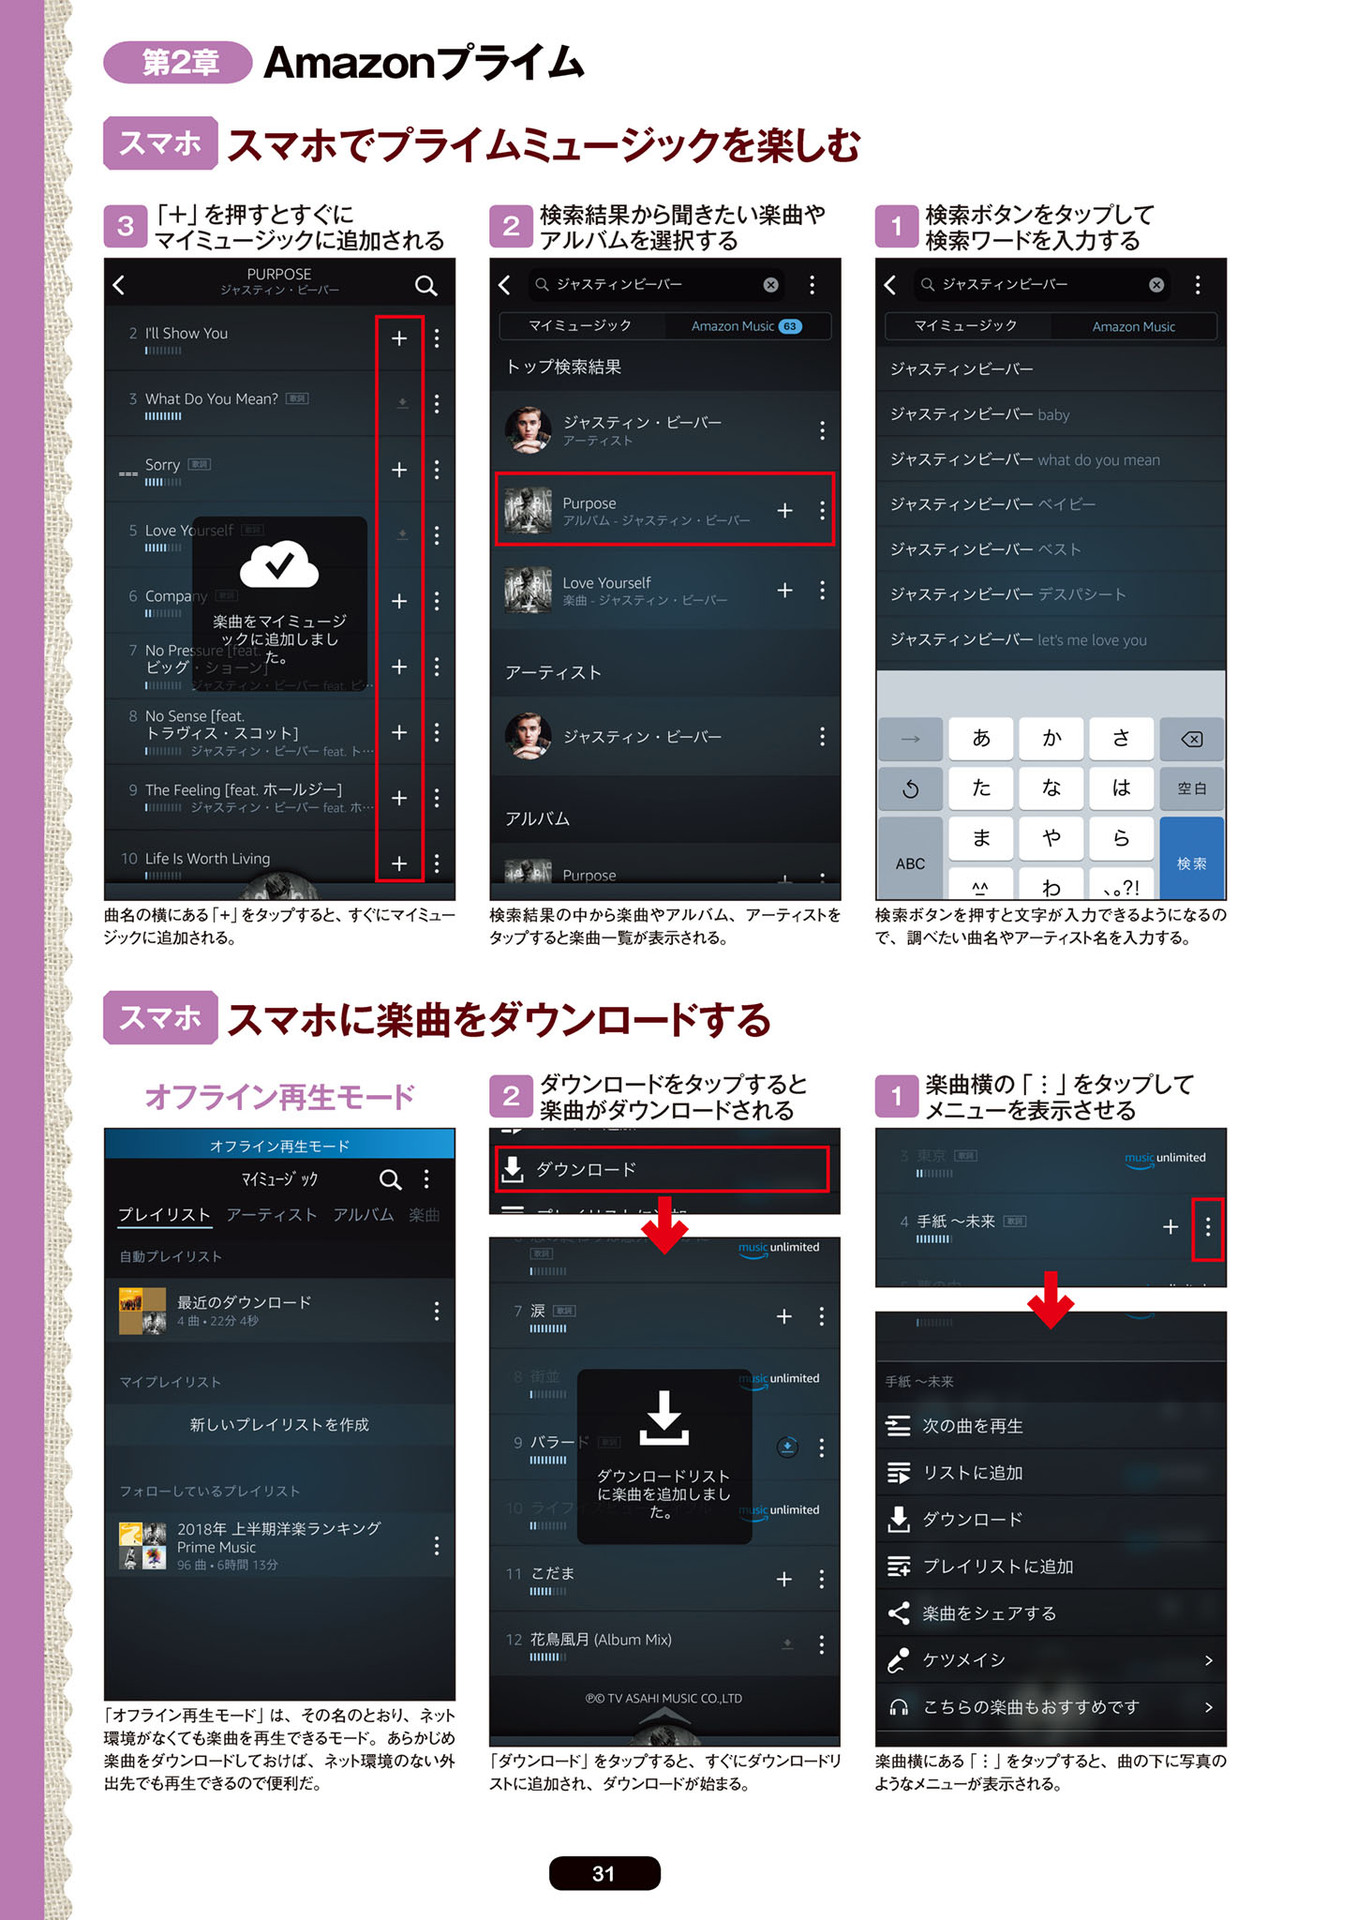 第2章 Amazonプライム
スマホ スマホでプライムミュージックを楽しむ
1 検索ボタンをタップして
検索ワードを入力する
ジャスティンビーバー
マイミュージック Amazon Music
ジャスティンビーバー
ジャスティンビーバー baby
ジャスティンビーバー what do you mean
ジャスティンビーバー ベイビー
ジャスティンビーバー ベスト
ジャスティンビーバー デスパシート
ジャスティンビーバー let's me love you
→ あ か さ
た な は 空白
ABC ま や ら 検索
^^ わ 、。?!
検索ボタンを押すと文字が入力できるようになるの
で、調べたい曲名やアーティスト名を入力する。
2 検索結果から聞きたい楽曲や
アルバムを選択する
ジャスティンビーバー
マイミュージック Amazon Music 63
トップ検索結果
ジャスティン・ビーバー
アーティスト
Purpose
アルバム - ジャスティン・ビーバー
Love Yourself
楽曲 - ジャスティン・ビーバー
アーティスト
ジャスティン・ビーバー
アルバム
Purpose
検索結果の中から楽曲やアルバム、アーティストを
タップすると楽曲一覧が表示される。
3 「＋」を押すとすぐに
マイミュージックに追加される
PURPOSE
ジャスティン・ビーバー
2 I'll Show You
3 What Do You Mean? 歌詞
Sorry 歌詞
5 Love Yourself 歌詞
6 Company 歌詞
7 No Pressure [feat.
ビッグ・ショーン]
ジャスティン・ビーバー feat. ビ…
楽曲をマイミュージ
ックに追加しまし
た。
8 No Sense [feat.
トラヴィス・スコット]
ジャスティン・ビーバー feat. ト…
9 The Feeling [feat. ホールジー]
ジャスティン・ビーバー feat. ホ…
10 Life Is Worth Living
曲名の横にある「+」をタップすると、すぐにマイミュー
ジックに追加される。
スマホ スマホに楽曲をダウンロードする
1 楽曲横の「⋮」をタップして
メニューを表示させる
3 東京 歌詞 music unlimited
4 手紙 ～未来 歌詞
手紙 ～未来
次の曲を再生
リストに追加
ダウンロード
プレイリストに追加
楽曲をシェアする
ケツメイシ
こちらの楽曲もおすすめです
楽曲横にある「⋮」をタップすると、曲の下に写真の
ようなメニューが表示される。
2 ダウンロードをタップすると
楽曲がダウンロードされる
ダウンロード
歌詞 music unlimited
7 涙 歌詞
8 街並 music unlimited
9 バラード 歌詞
ダウンロードリスト
に楽曲を追加しまし
た。
10 ライフ music unlimited
11 こだま
12 花鳥風月 (Album Mix)
℗© TV ASAHI MUSIC CO.,LTD
「ダウンロード」をタップすると、すぐにダウンロードリ
ストに追加され、ダウンロードが始まる。
オフライン再生モード
オフライン再生モード
マイミュージック
プレイリスト アーティスト アルバム 楽曲
自動プレイリスト
最近のダウンロード
4 曲 • 22分 4秒
マイプレイリスト
新しいプレイリストを作成
フォローしているプレイリスト
2018年 上半期洋楽ランキング
Prime Music
96 曲 • 6時間 13分
「オフライン再生モード」は、その名のとおり、ネット
環境がなくても楽曲を再生できるモード。あらかじめ
楽曲をダウンロードしておけば、ネット環境のない外
出先でも再生できるので便利だ。
31